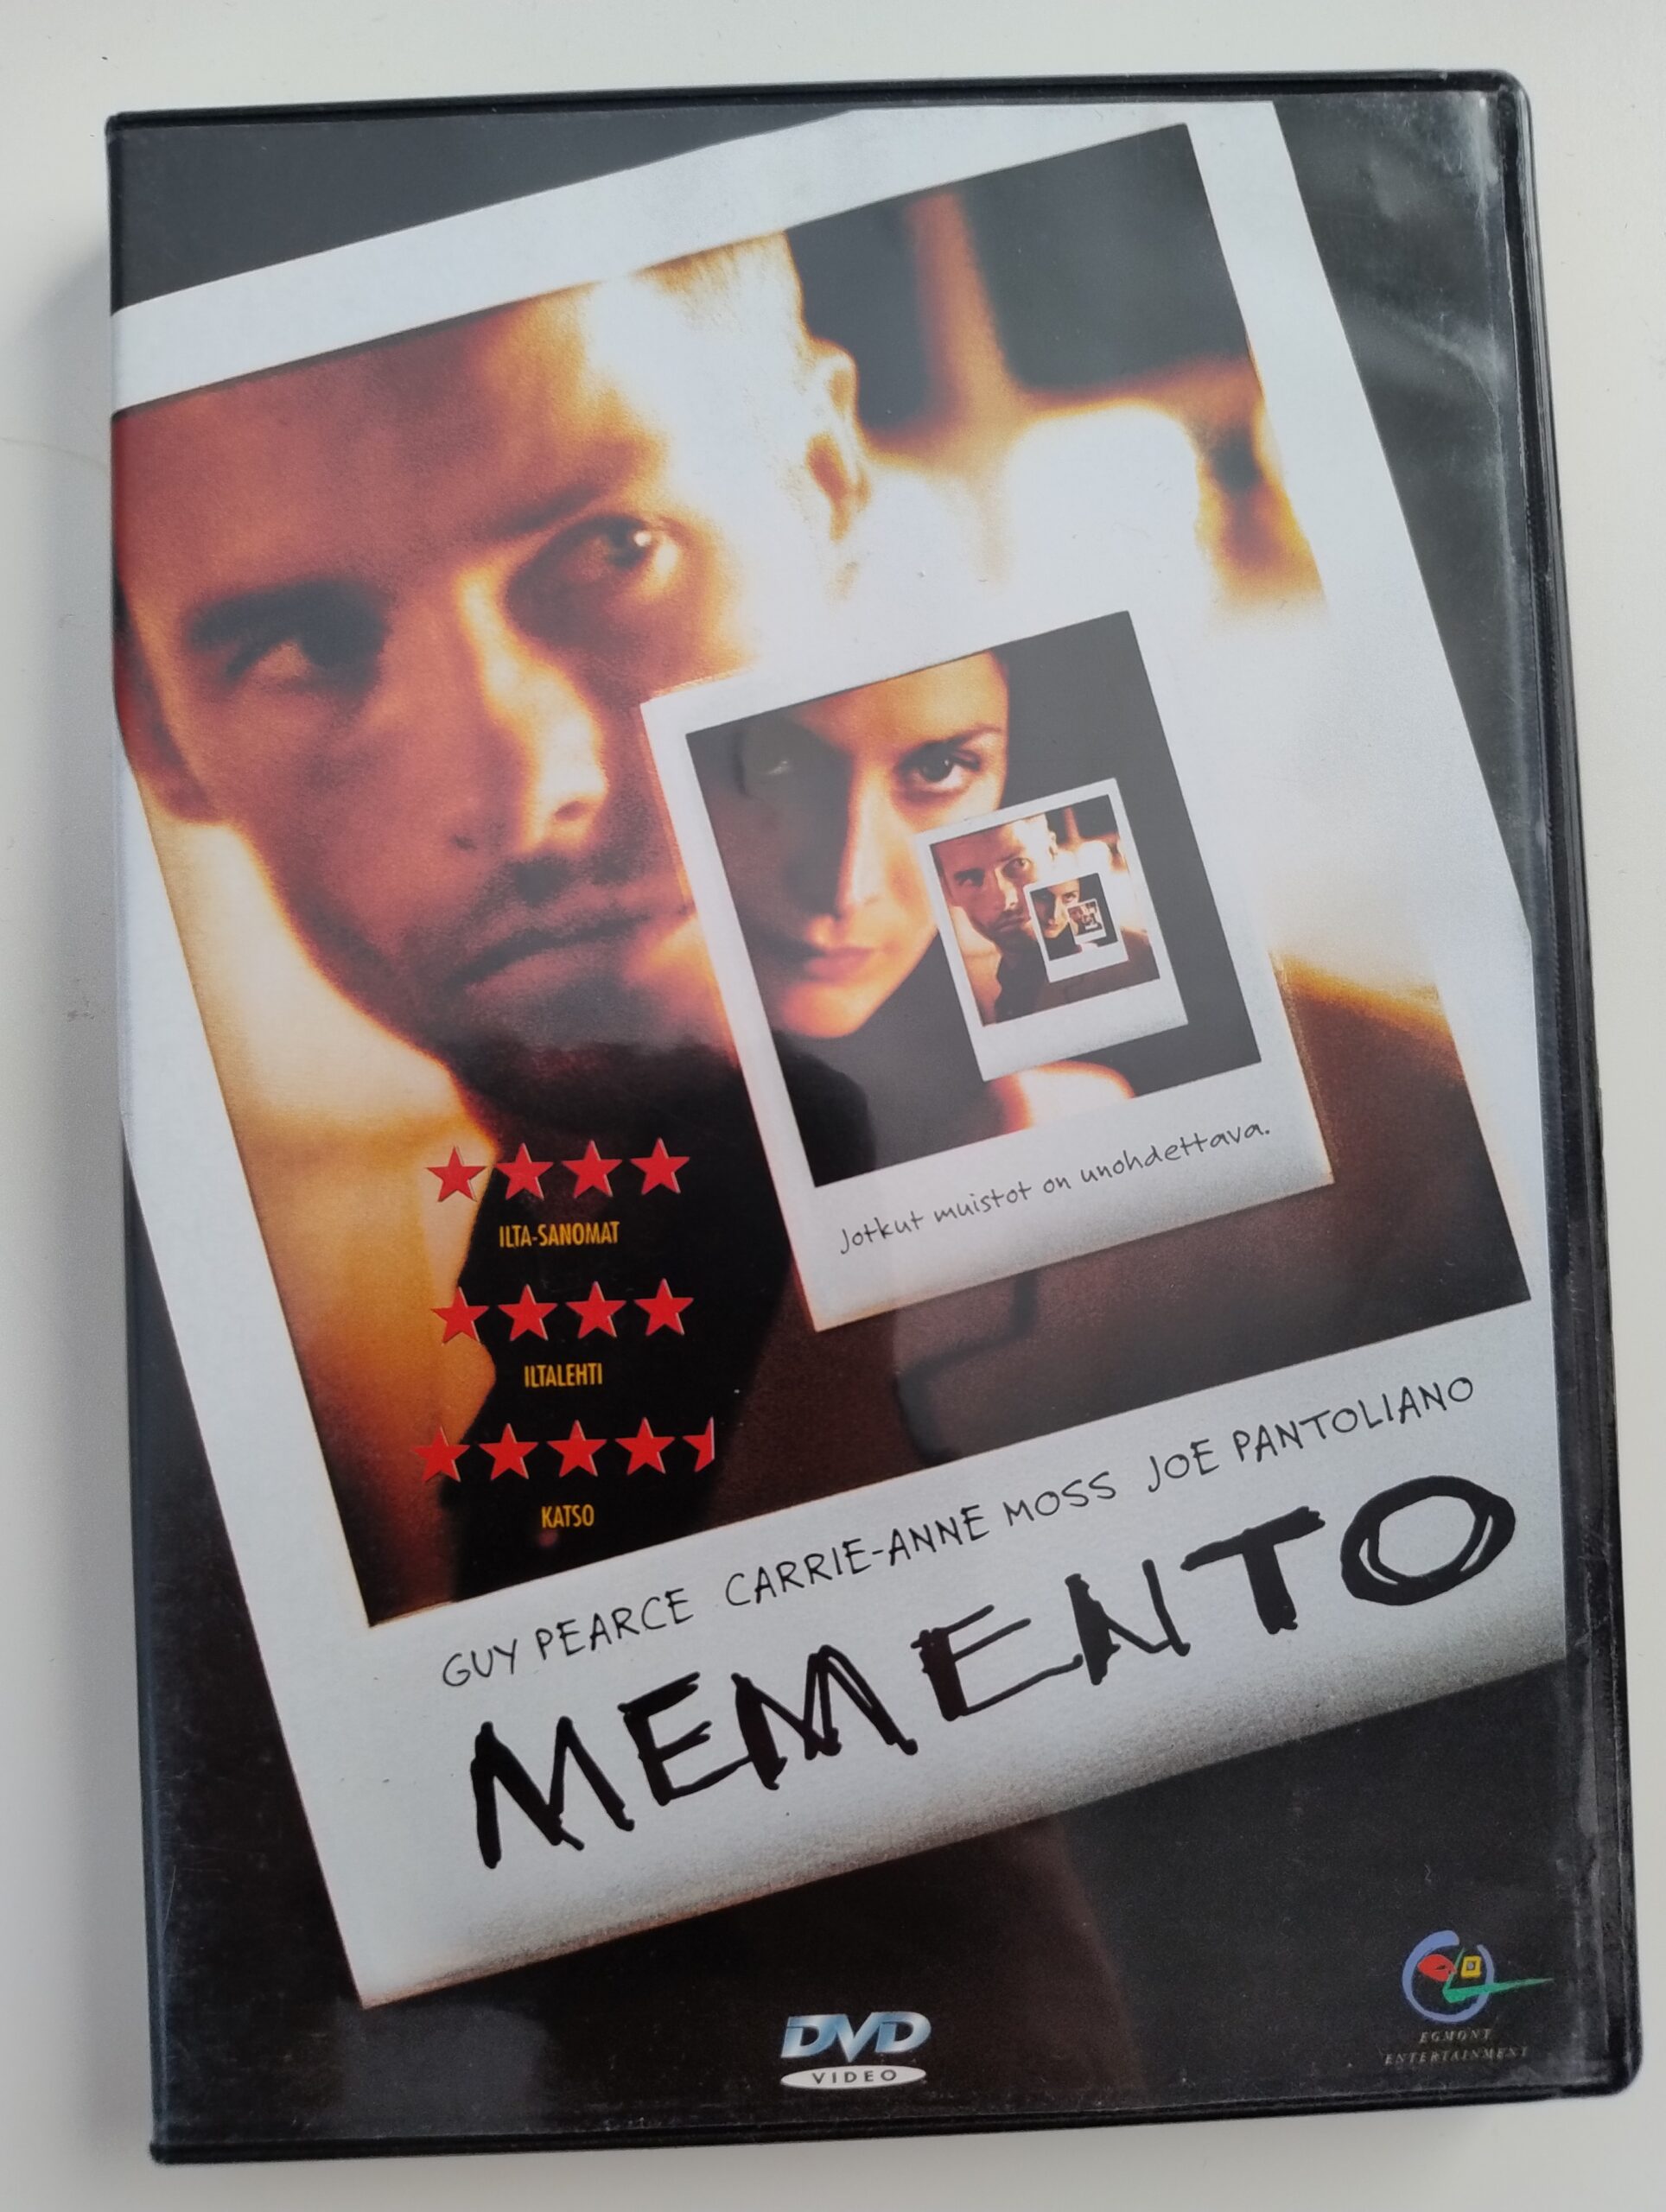 Jotkut muistot on unohdettava.
ILTA-SANOMAT
ILTALEHTI
KATSO
GUY PEARCE CARRIE-ANNE MOSS JOE PANTOLIANO
MEMENTO
DVD
VIDEO
EGMONT
ENTERTAINMENT